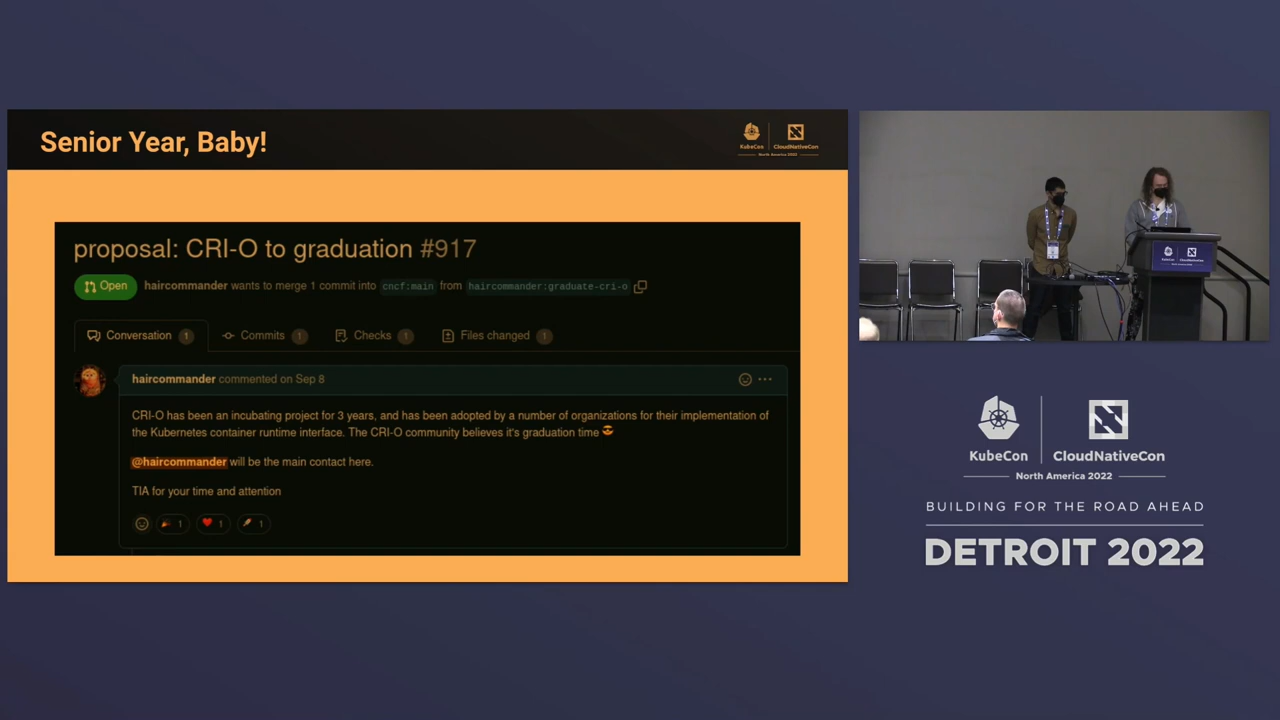 Senior Year, Baby!
KubeCon
CloudNativeCon
North America 2022
proposal: CRI-O to graduation #917
Open
haircommander wants to merge 1 commit into cncf:main from haircommander:graduate-cri-o
Conversation 1
Commits 1
Checks 1
Files changed 1
haircommander commented on Sep 8
CRI-O has been an incubating project for 3 years, and has been adopted by a number of organizations for their implementation of
the Kubernetes container runtime interface. The CRI-O community believes it's graduation time 😎
@haircommander will be the main contact here.
TIA for your time and attention
1
1
1
KubeCon
CloudNativeCon
North America 2022
BUILDING FOR THE ROAD AHEAD
DETROIT 2022